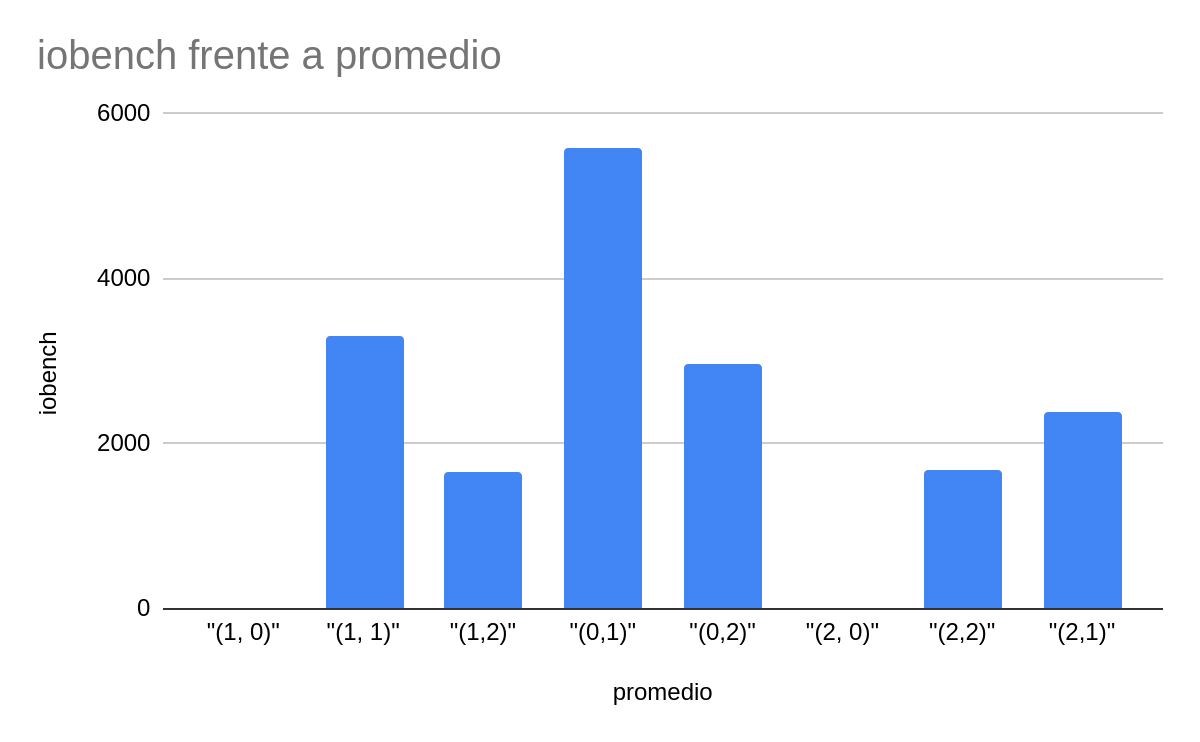 iobench frente a promedio
6000
4000
2000
0
iobench
"(1, 0)" "(1, 1)" "(1,2)" "(0,1)" "(0,2)" "(2, 0)" "(2,2)" "(2,1)"
promedio